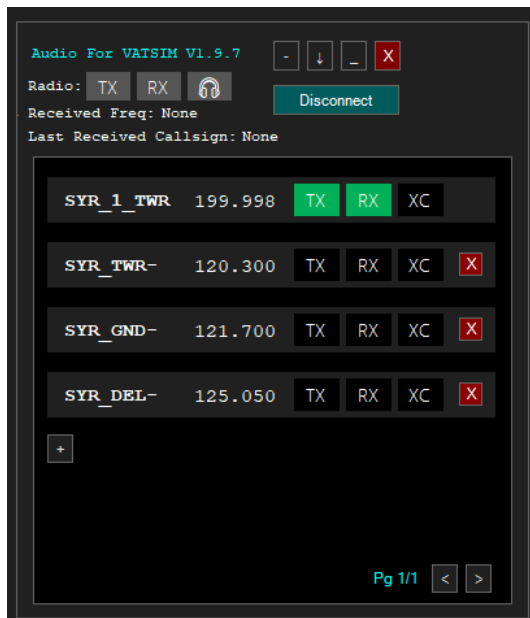 Audio For VATSIM V1.9.7 - ↓ _ X
Radio: TX RX
Disconnect
Received Freq: None
Last Received Callsign: None
SYR_1_TWR 199.998 TX RX XC
SYR_TWR- 120.300 TX RX XC X
SYR_GND- 121.700 TX RX XC X
SYR_DEL- 125.050 TX RX XC X
+
Pg 1/1 < >